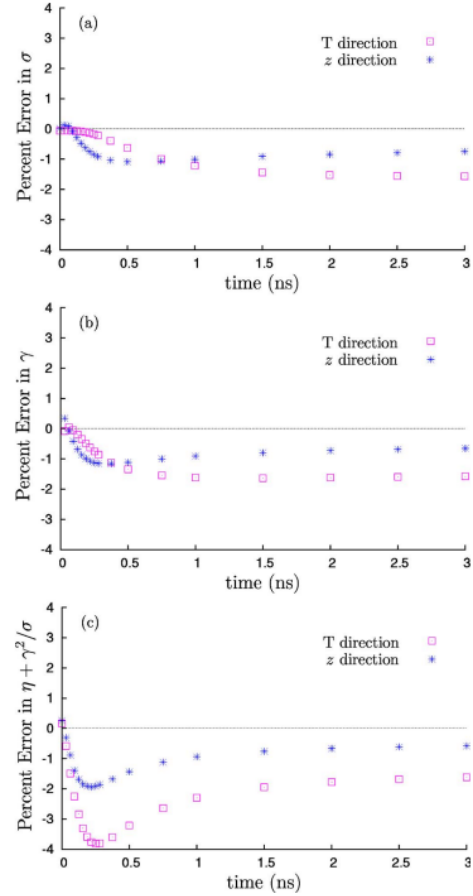 (a)
T direction
z direction
Percent Error in σ
4
3
2
1
0
-1
-2
-3
-4
0 0.5 1 1.5 2 2.5 3
time (ns)
(b)
T direction
z direction
Percent Error in γ
4
3
2
1
0
-1
-2
-3
-4
0 0.5 1 1.5 2 2.5 3
time (ns)
(c)
T direction
z direction
Percent Error in η + γ²/σ
4
3
2
1
0
-1
-2
-3
-4
0 0.5 1 1.5 2 2.5 3
time (ns)